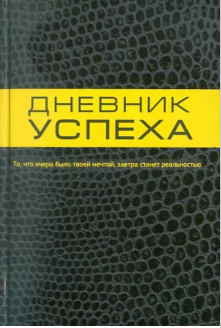 ДНЕВНИК
УСПЕХА
То, что вчера было твоей мечтой, завтра станет реальностью...